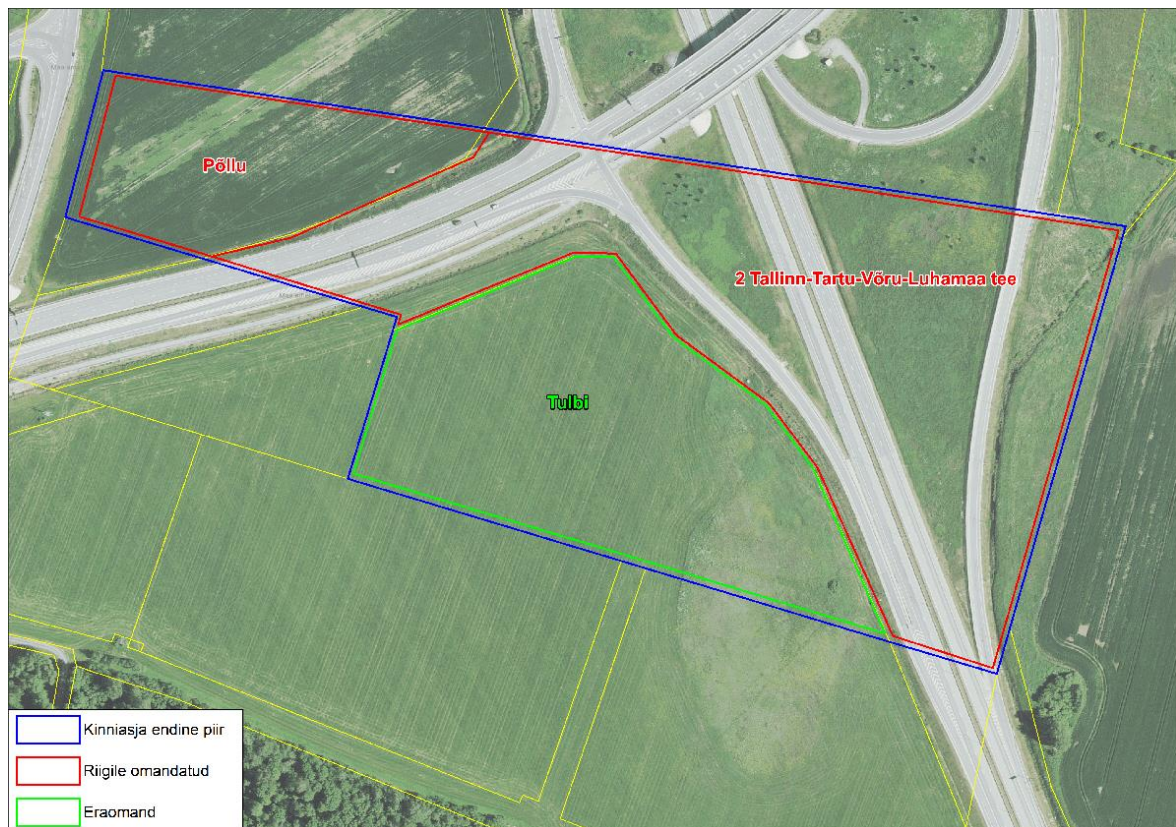 Põllu
2 Tallinn-Tartu-Võru-Luhamaa tee
Tulbi
Kinniasja endine piir
Riigile omandatud
Eraomand